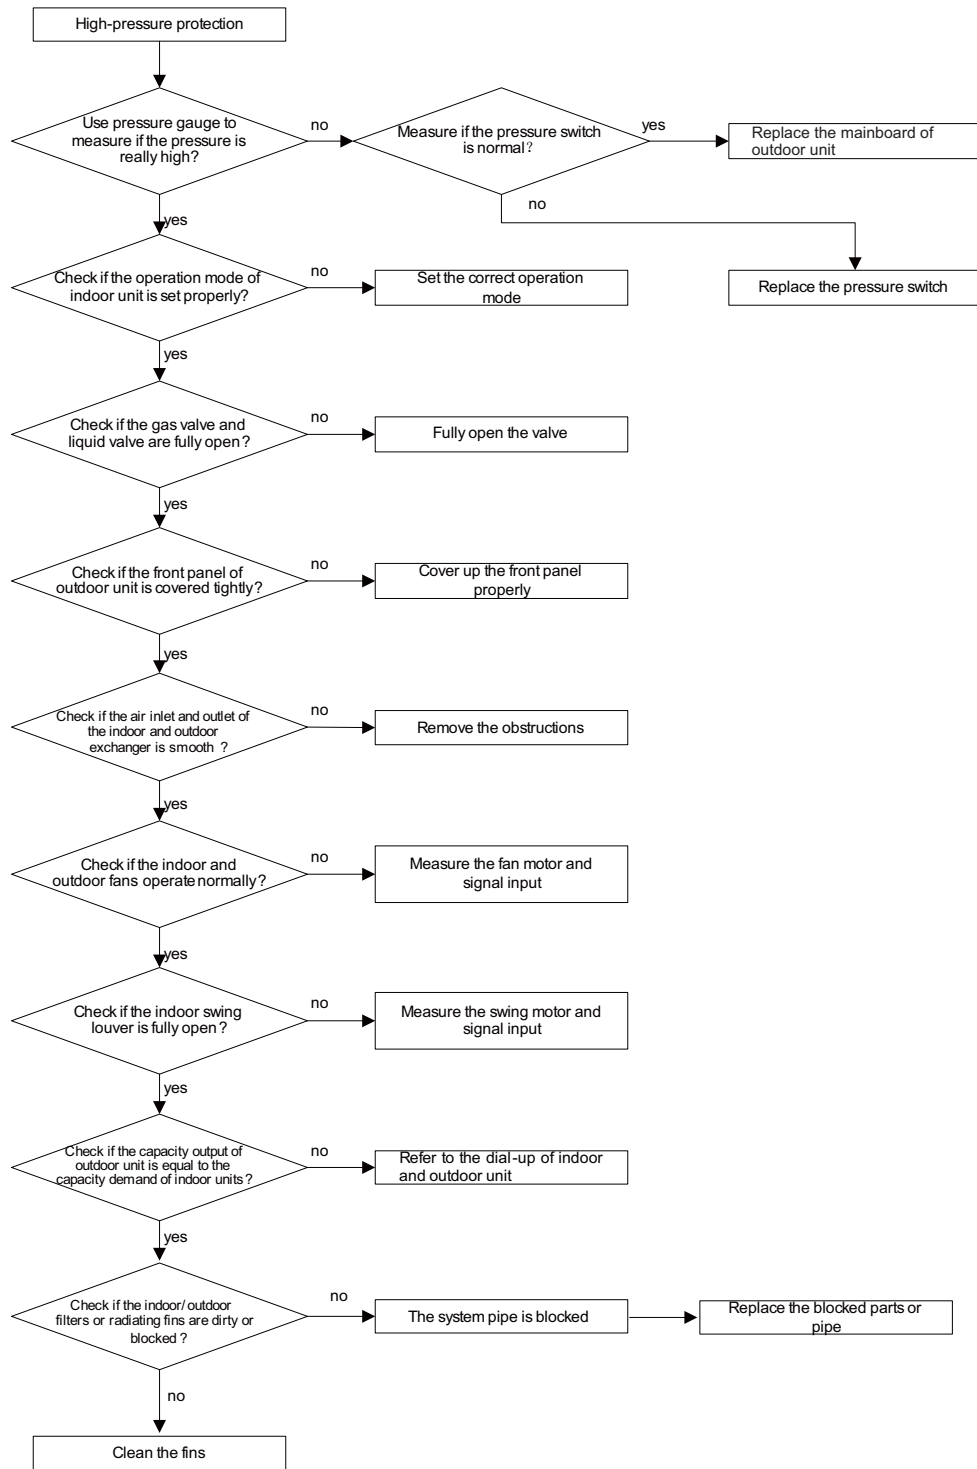 High-pressure protection
Use pressure gauge to
measure if the pressure is
really high?
no
Measure if the pressure switch
is normal?
yes
Replace the mainboard of
outdoor unit
no
Replace the pressure switch
yes
Check if the operation mode of
indoor unit is set properly?
no
Set the correct operation
mode
yes
Check if the gas valve and
liquid valve are fully open?
no
Fully open the valve
yes
Check if the front panel of
outdoor unit is covered tightly?
no
Cover up the front panel
properly
yes
Check if the air inlet and outlet of
the indoor and outdoor
exchanger is smooth ?
no
Remove the obstructions
yes
Check if the indoor and
outdoor fans operate normally?
no
Measure the fan motor and
signal input
yes
Check if the indoor swing
louver is fully open?
no
Measure the swing motor and
signal input
yes
Check if the capacity output of
outdoor unit is equal to the
capacity demand of indoor units?
no
Refer to the dial-up of indoor
and outdoor unit
yes
Check if the indoor/outdoor
filters or radiating fins are dirty or
blocked?
no
The system pipe is blocked
Replace the blocked parts or
pipe
no
Clean the fins